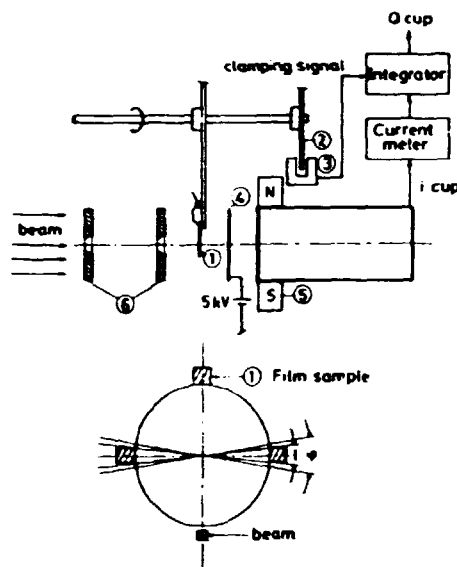 Q cup
clamping signal
Integrator
Current
meter
i cup
②
③
N
④
beam
①
S
⑤
⑥
5kV
① Film sample
φ
beam